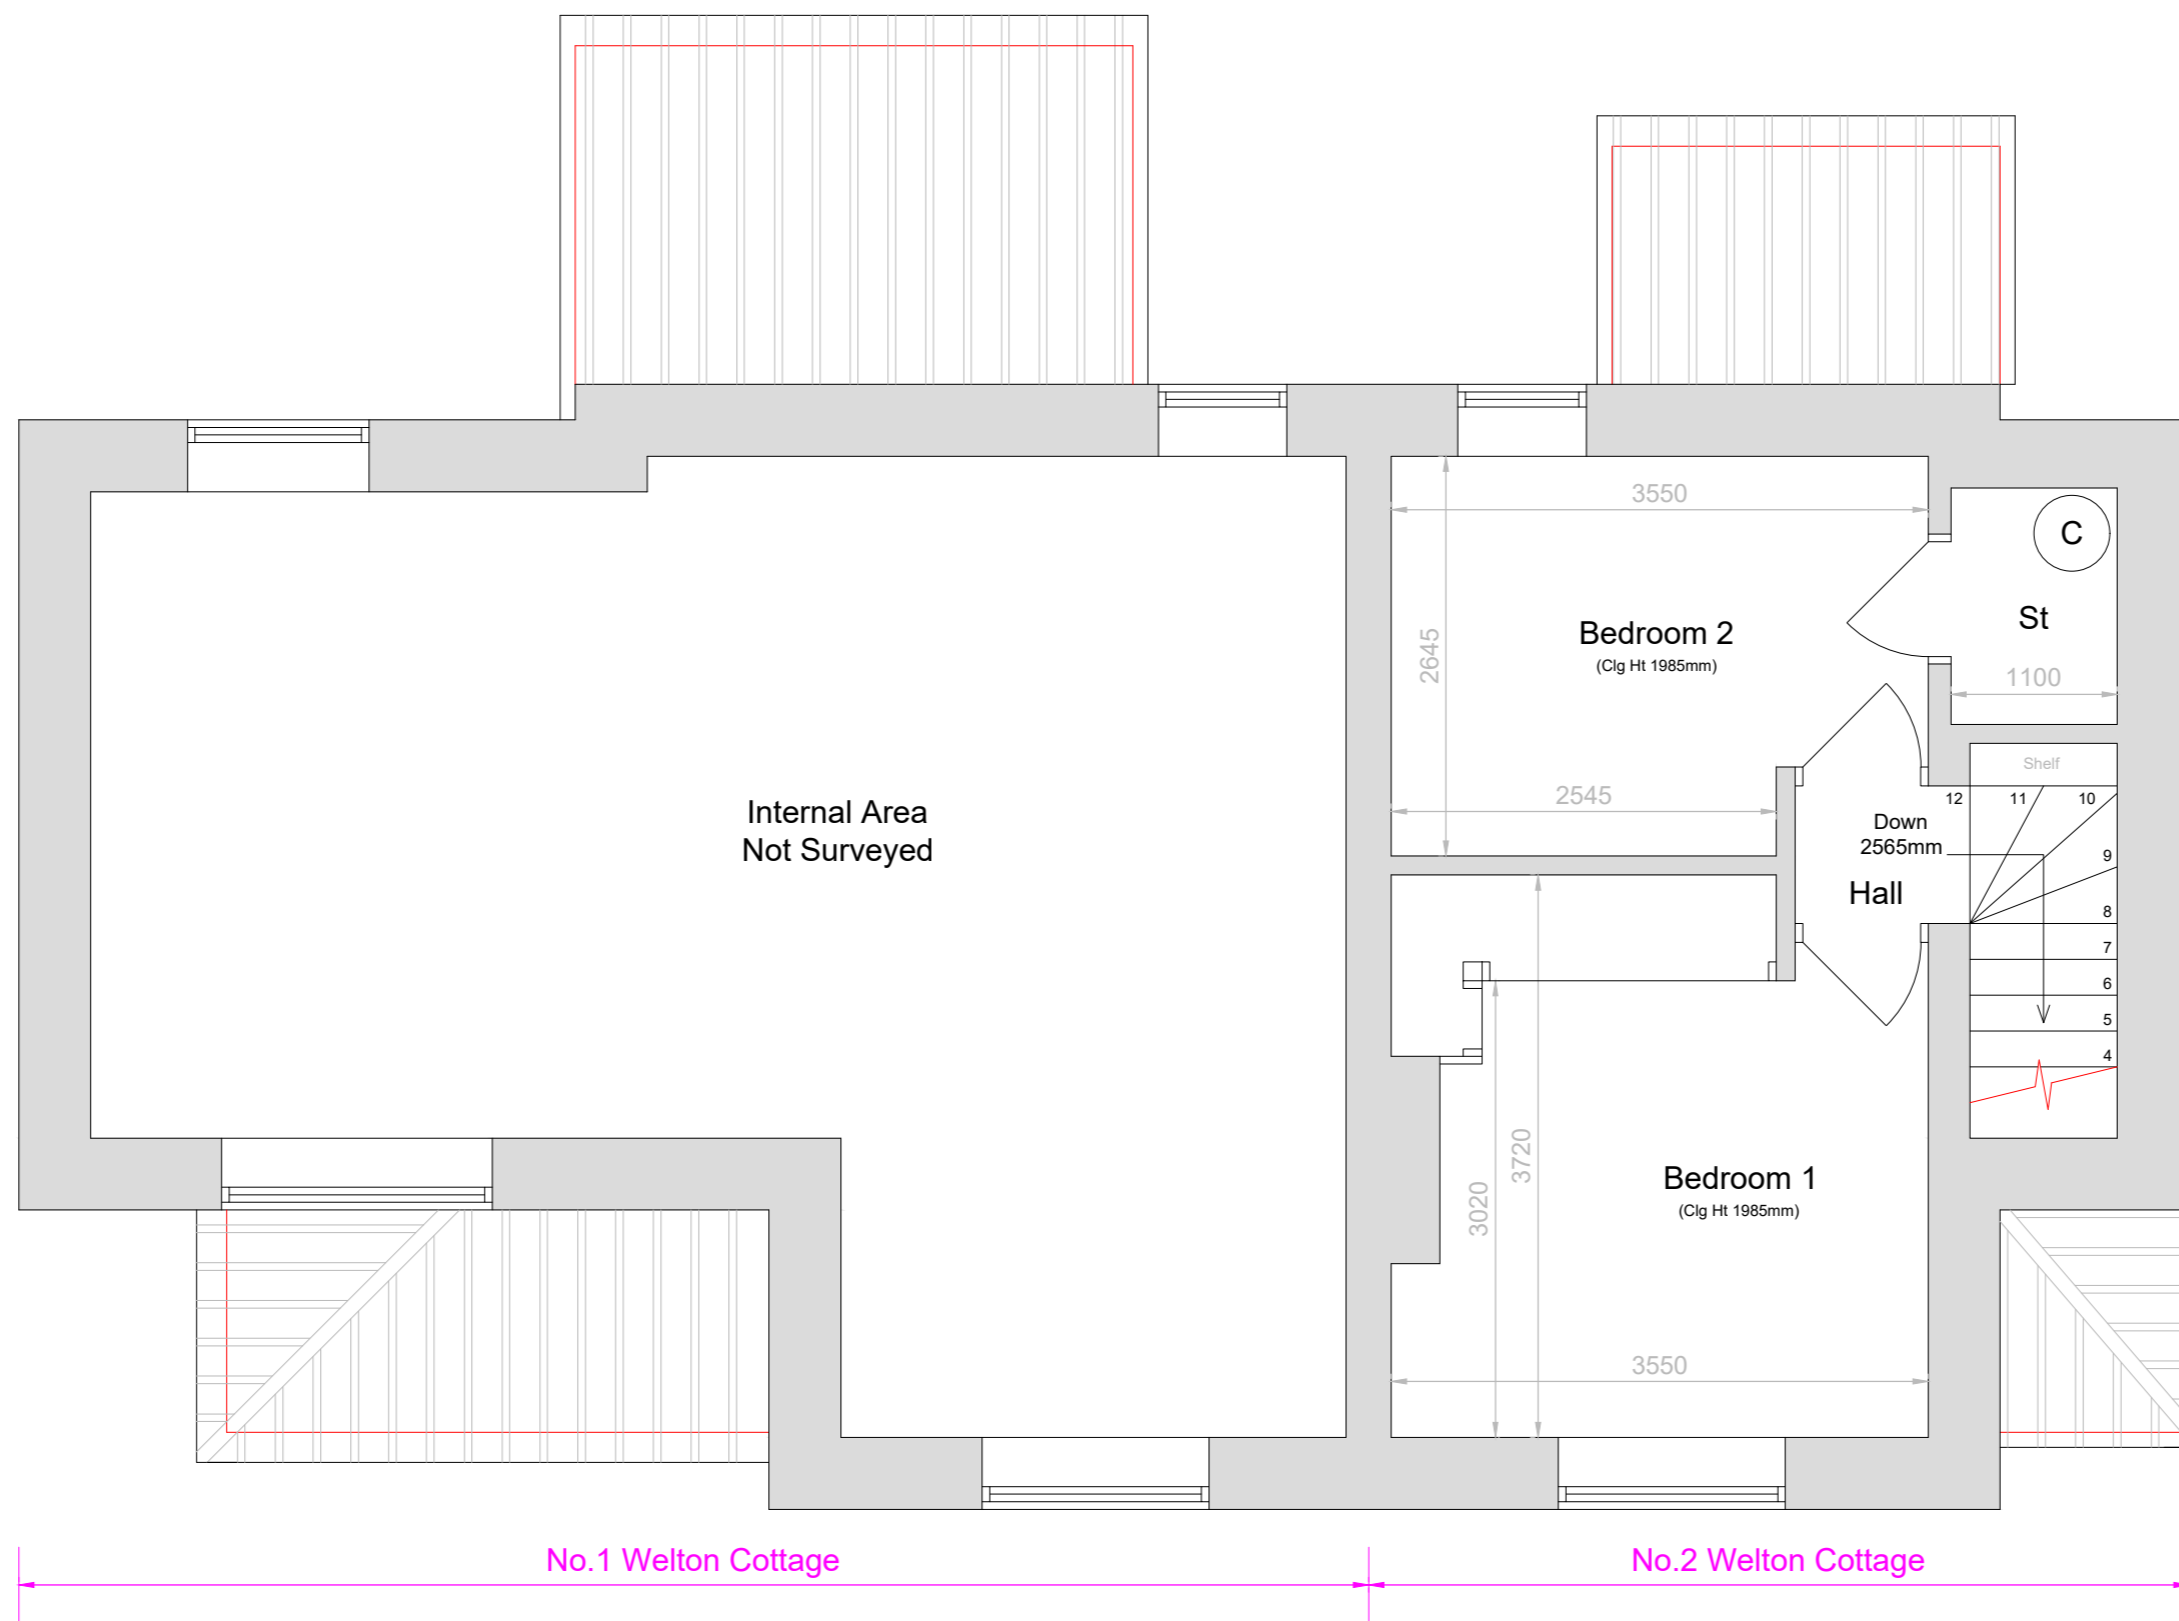 3550
C
Bedroom 2
(Clg Ht 1985mm)
2645
St
1100
Shelf
2545
12
11
10
Down
2565mm
9
Hall
8
7
6
5
4
Internal Area
Not Surveyed
3720
3020
Bedroom 1
(Clg Ht 1985mm)
3550
No.1 Welton Cottage
No.2 Welton Cottage